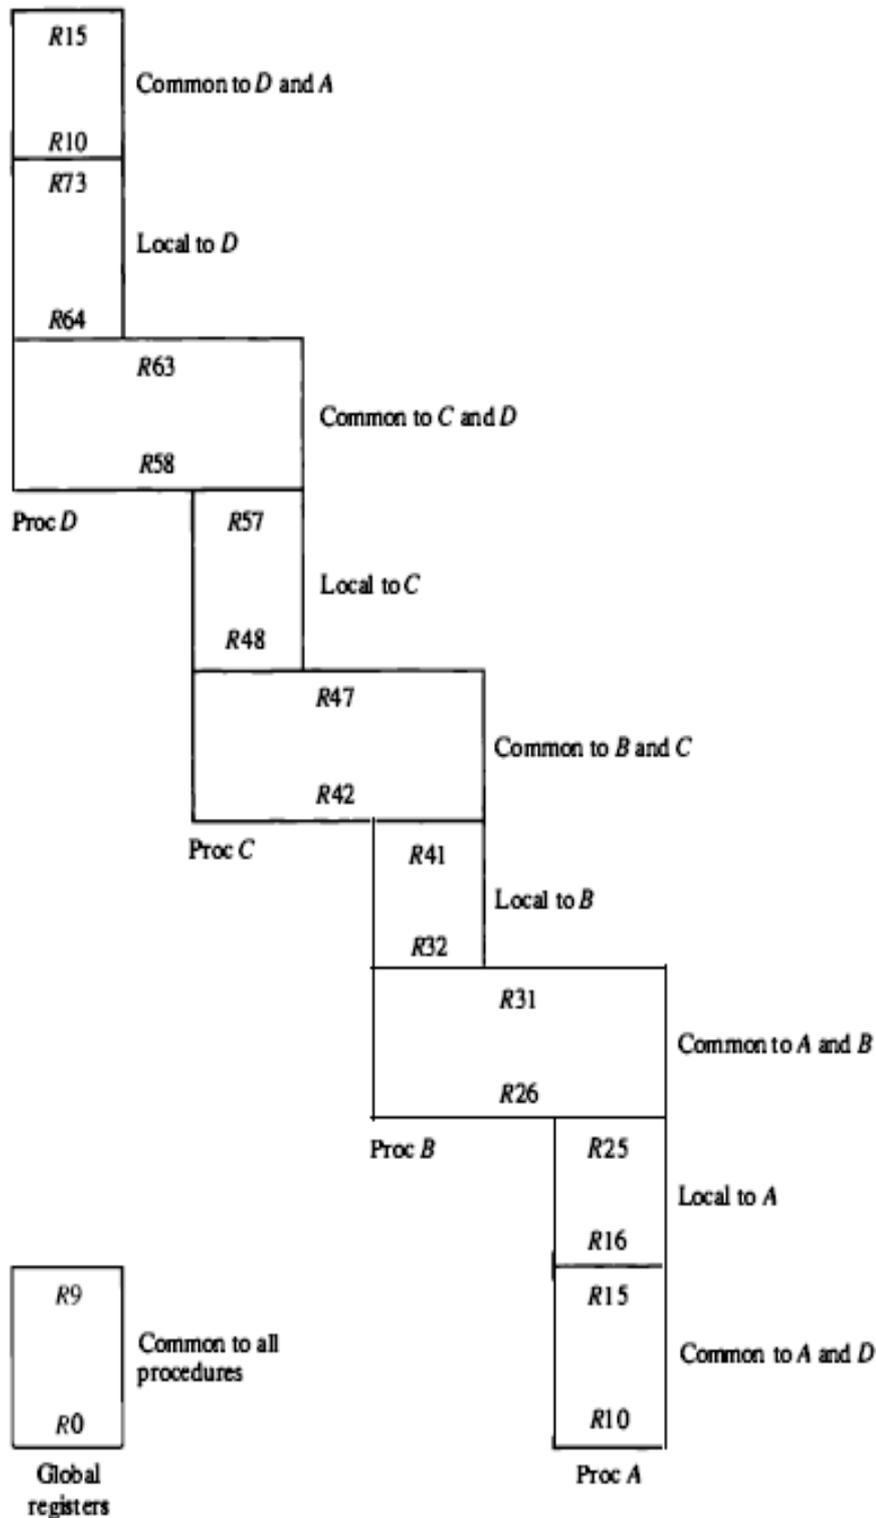 R15
Common to D and A
R10
R73
Local to D
R64
R63
Common to C and D
R58
Proc D
R57
Local to C
R48
R47
Common to B and C
R42
Proc C
R41
Local to B
R32
R31
Common to A and B
R26
Proc B
R25
Local to A
R16
R9
R15
Common to all
procedures
Common to A and D
R0
R10
Global
registers
Proc A